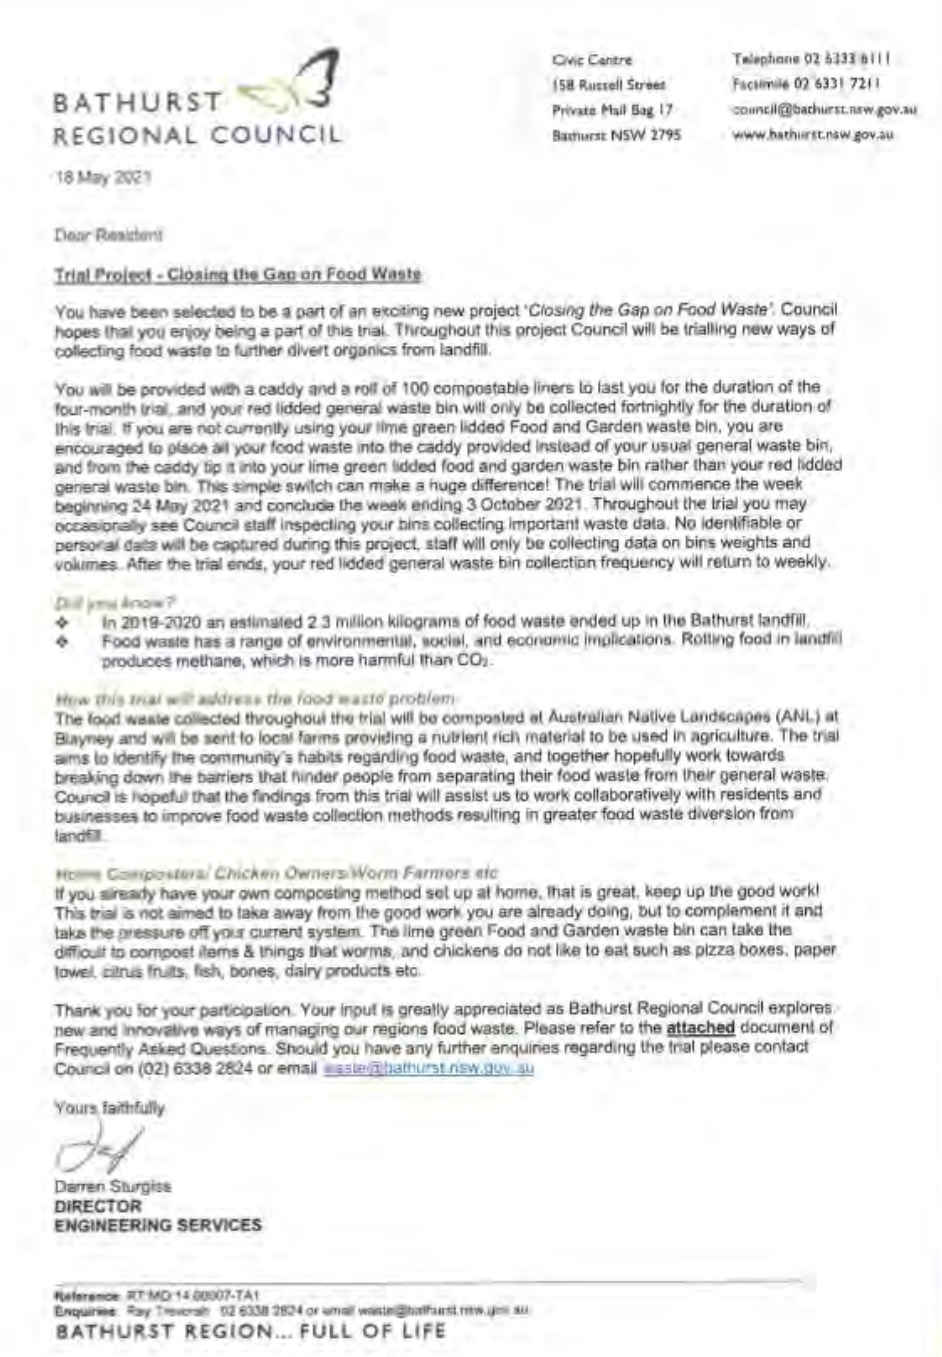 BATHURST
REGIONAL COUNCIL
Civic Centre
158 Russell Street
Private Mail Bag 17
Bathurst NSW 2795
Telephone 02 6333 6111
Facsimile 02 6331 7211
council@bathurst.nsw.gov.au
www.bathurst.nsw.gov.au
18 May 2021
Dear Resident
Trial Project - Closing the Gap on Food Waste
You have been selected to be a part of an exciting new project 'Closing the Gap on Food Waste'. Council
hopes that you enjoy being a part of this trial. Throughout this project Council will be trialling new ways of
collecting food waste to further divert organics from landfill.
You will be provided with a caddy and a roll of 100 compostable liners to last you for the duration of the
four-month trial, and your red lidded general waste bin will only be collected fortnightly for the duration of
this trial. If you are not currently using your lime green lidded Food and Garden waste bin, you are
encouraged to place all your food waste into the caddy provided instead of your usual general waste bin,
and from the caddy tip it into your lime green lidded food and garden waste bin rather than your red lidded
general waste bin. This simple switch can make a huge difference! The trial will commence the week
beginning 24 May 2021 and conclude the week ending 3 October 2021. Throughout the trial you may
occasionally see Council staff inspecting your bins collecting important waste data. No identifiable or
personal data will be captured during this project, staff will only be collecting data on bins weights and
volumes. After the trial ends, your red lidded general waste bin collection frequency will return to weekly.
Did you know?
❖ In 2019-2020 an estimated 2.3 million kilograms of food waste ended up in the Bathurst landfill.
❖ Food waste has a range of environmental, social, and economic implications. Rotting food in landfill
produces methane, which is more harmful than CO₂.
How this trial will address the food waste problem
The food waste collected throughout the trial will be composted at Australian Native Landscapes (ANL) at
Blayney and will be sent to local farms providing a nutrient rich material to be used in agriculture. The trial
aims to identify the community's habits regarding food waste, and together hopefully work towards
breaking down the barriers that hinder people from separating their food waste from their general waste.
Council is hopeful that the findings from this trial will assist us to work collaboratively with residents and
businesses to improve food waste collection methods resulting in greater food waste diversion from
landfill.
Home Composters/ Chicken Owners/Worm Farmers etc
If you already have your own composting method set up at home, that is great, keep up the good work!
This trial is not aimed to take away from the good work you are already doing, but to complement it and
take the pressure off your current system. The lime green Food and Garden waste bin can take the
difficult to compost items & things that worms, and chickens do not like to eat such as pizza boxes, paper
towel, citrus fruits, fish, bones, dairy products etc.
Thank you for your participation. Your input is greatly appreciated as Bathurst Regional Council explores
new and innovative ways of managing our regions food waste. Please refer to the attached document of
Frequently Asked Questions. Should you have any further enquiries regarding the trial please contact
Council on (02) 6338 2824 or email waste@bathurst.nsw.gov.au
Yours faithfully
Darren Sturgiss
DIRECTOR
ENGINEERING SERVICES
Reference: RT:MD:14.00007-TA1
Enquiries: Ray 02 6338 2824 or email waste@bathurst.nsw.gov.au
BATHURST REGION... FULL OF LIFE